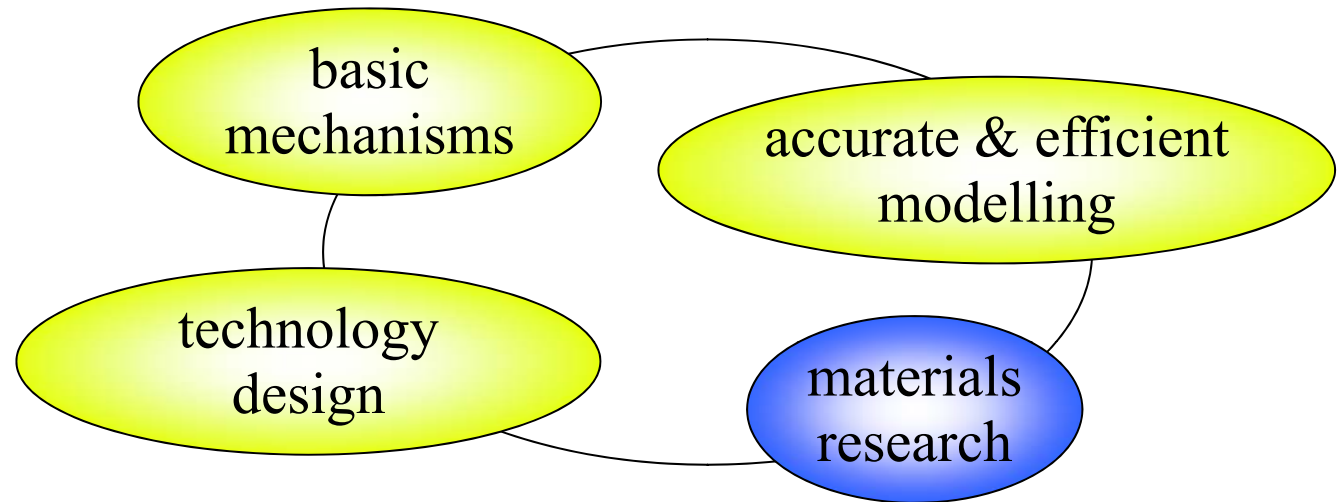 basic
mechanisms
accurate & efficient
modelling
technology
design
materials
research